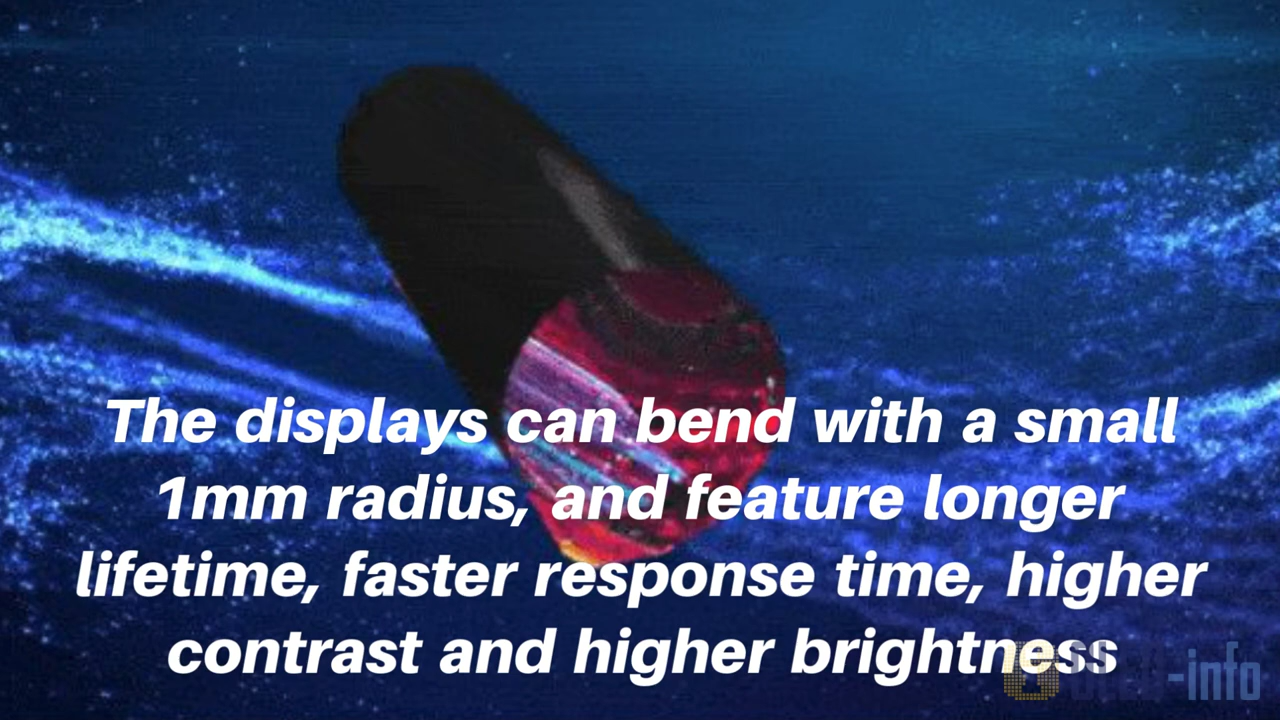 The displays can bend with a small
1mm radius, and feature longer
lifetime, faster response time, higher
contrast and higher brightness
-info